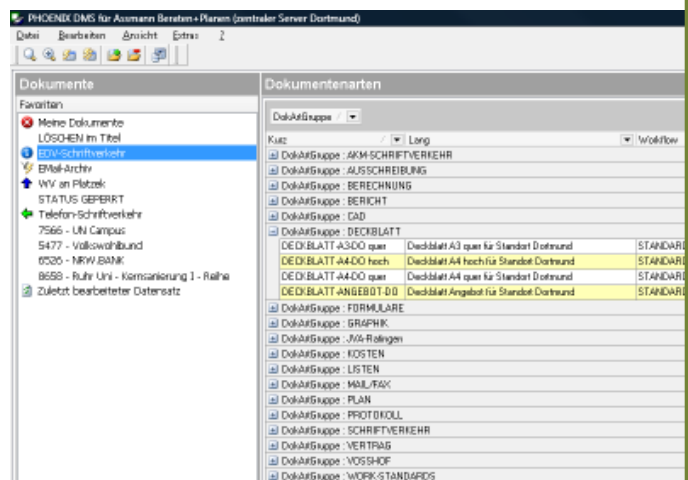 PHOENIX DMS für Assmann Beraten+Planen (zentraler Server Dortmund)
Datei Bearbeiten Ansicht Extras ?
Dokumente
Dokumentenarten
Favoriten
DokArtGruppe
Meine Dokumente
LÖSCHEN im Titel
EDV-Schriftverkehr
EMail-Archiv
WV an Platzek
STATUS GEPERRT
Telefon-Schriftverkehr
7566 - UN Campus
5477 - Volkswohlbund
6526 - NRW.BANK
8658 - Ruhr Uni - Kernsanierung I - Reihe
Zuletzt bearbeiteter Datensatz
Kurz Lang Workflow
DokArtGruppe : AKM-SCHRIFTVERKEHR
DokArtGruppe : AUSSCHREIBUNG
DokArtGruppe : BERECHNUNG
DokArtGruppe : BERICHT
DokArtGruppe : CAD
DokArtGruppe : DECKBLATT
DECKBLATT-A3-DO quer Deckblatt A3 quer für Standort Dortmund STANDARD
DECKBLATT-A4-DO hoch Deckblatt A4 hoch für Standort Dortmund STANDARD
DECKBLATT-A4-DO quer Deckblatt A4 quer für Standort Dortmund STANDARD
DECKBLATT-ANGEBOT-DO Deckblatt Angebot für Standort Dortmund STANDARD
DokArtGruppe : FORMULARE
DokArtGruppe : GRAPHIK
DokArtGruppe : JVA-Ratingen
DokArtGruppe : KOSTEN
DokArtGruppe : LISTEN
DokArtGruppe : MAIL/FAX
DokArtGruppe : PLAN
DokArtGruppe : PROTOKOLL
DokArtGruppe : SCHRIFTVERKEHR
DokArtGruppe : VERTRAG
DokArtGruppe : VOSSHOF
DokArtGruppe : WORK-STANDARDS